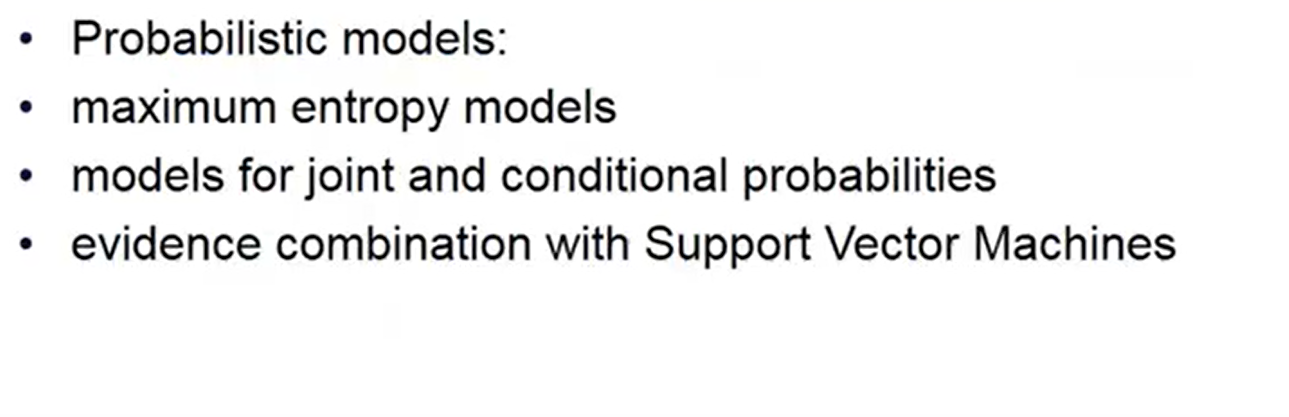 • Probabilistic models:
• maximum entropy models
• models for joint and conditional probabilities
• evidence combination with Support Vector Machines